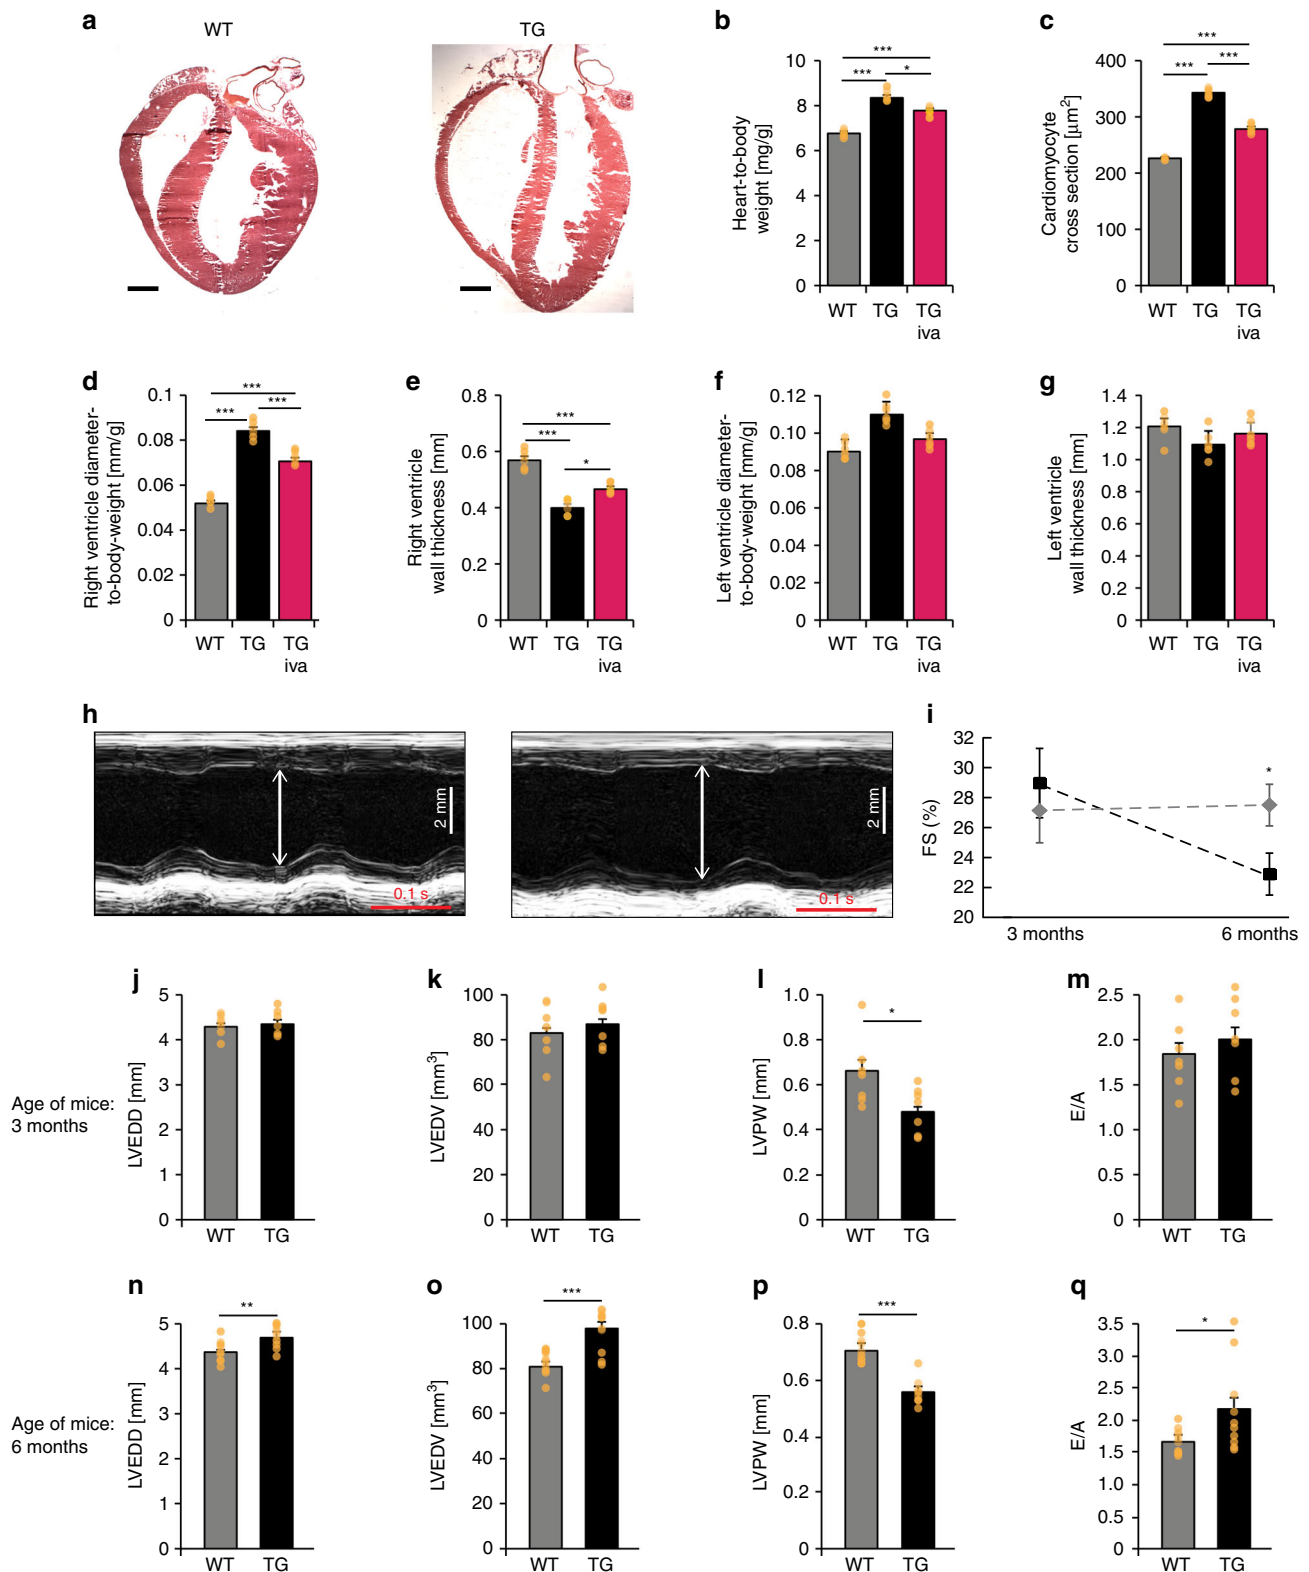 a
WT
TG
b
Heart-to-body
weight [mg/g]
10
8
6
4
2
0
***
***
*
WT
TG
TG
iva
c
Cardiomyocyte
cross section [µm²]
400
300
200
100
0
***
***
***
WT
TG
TG
iva
d
Right ventricle diameter-
to-body-weight [mm/g]
0.1
0.08
0.06
0.04
0.02
0
***
***
***
WT
TG
TG
iva
e
Right ventricle
wall thickness [mm]
0.8
0.6
0.4
0.2
0
***
***
*
WT
TG
TG
iva
f
Left ventricle diameter-
to-body-weight [mm/g]
0.12
0.10
0.08
0.06
0.04
0.02
0
WT
TG
TG
iva
g
Left ventricle
wall thickness [mm]
1.4
1.2
1.0
0.8
0.6
0.4
0.2
0
WT
TG
TG
iva
h
2 mm
0.1 s
2 mm
0.1 s
i
FS (%)
32
30
28
26
23
22
20
*
3 months
6 months
Age of mice:
3 months
j
LVEDD [mm]
5
4
3
2
1
0
WT
TG
k
LVEDV [mm³]
100
80
60
40
20
0
WT
TG
l
LVPW [mm]
1.0
0.8
0.6
0.4
0.2
0
*
WT
TG
m
E/A
2.5
2.0
1.5
1.0
0.5
0
WT
TG
Age of mice:
6 months
n
LVEDD [mm]
5
4
3
2
1
0
**
WT
TG
o
LVEDV [mm³]
100
80
60
40
20
0
***
WT
TG
p
LVPW [mm]
0.8
0.6
0.4
0.2
0
***
WT
TG
q
E/A
3.5
3.0
2.5
2.0
1.5
1.0
0.5
0
*
WT
TG